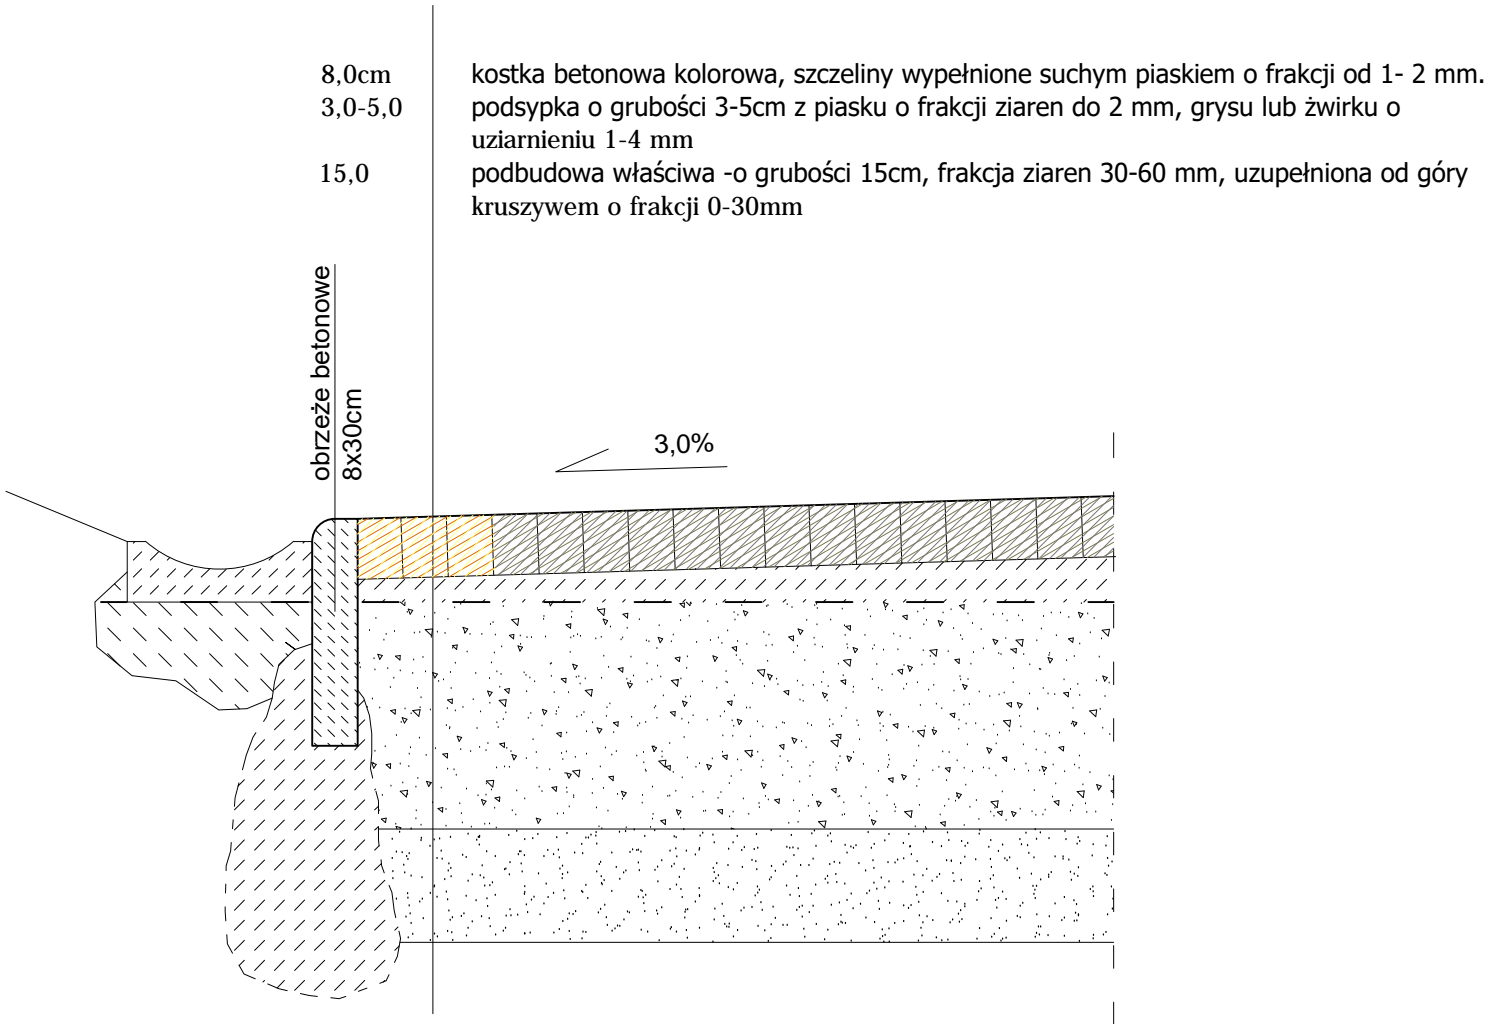 8,0cm kostka betonowa kolorowa, szczeliny wypełnione suchym piaskiem o frakcji od 1- 2 mm.
3,0-5,0 podsypka o grubości 3-5cm z piasku o frakcji ziaren do 2 mm, grysu lub żwirku o
uziarnieniu 1-4 mm
15,0 podbudowa właściwa -o grubości 15cm, frakcja ziaren 30-60 mm, uzupełniona od góry
kruszywem o frakcji 0-30mm
obrzeże betonowe
8x30cm
3,0%